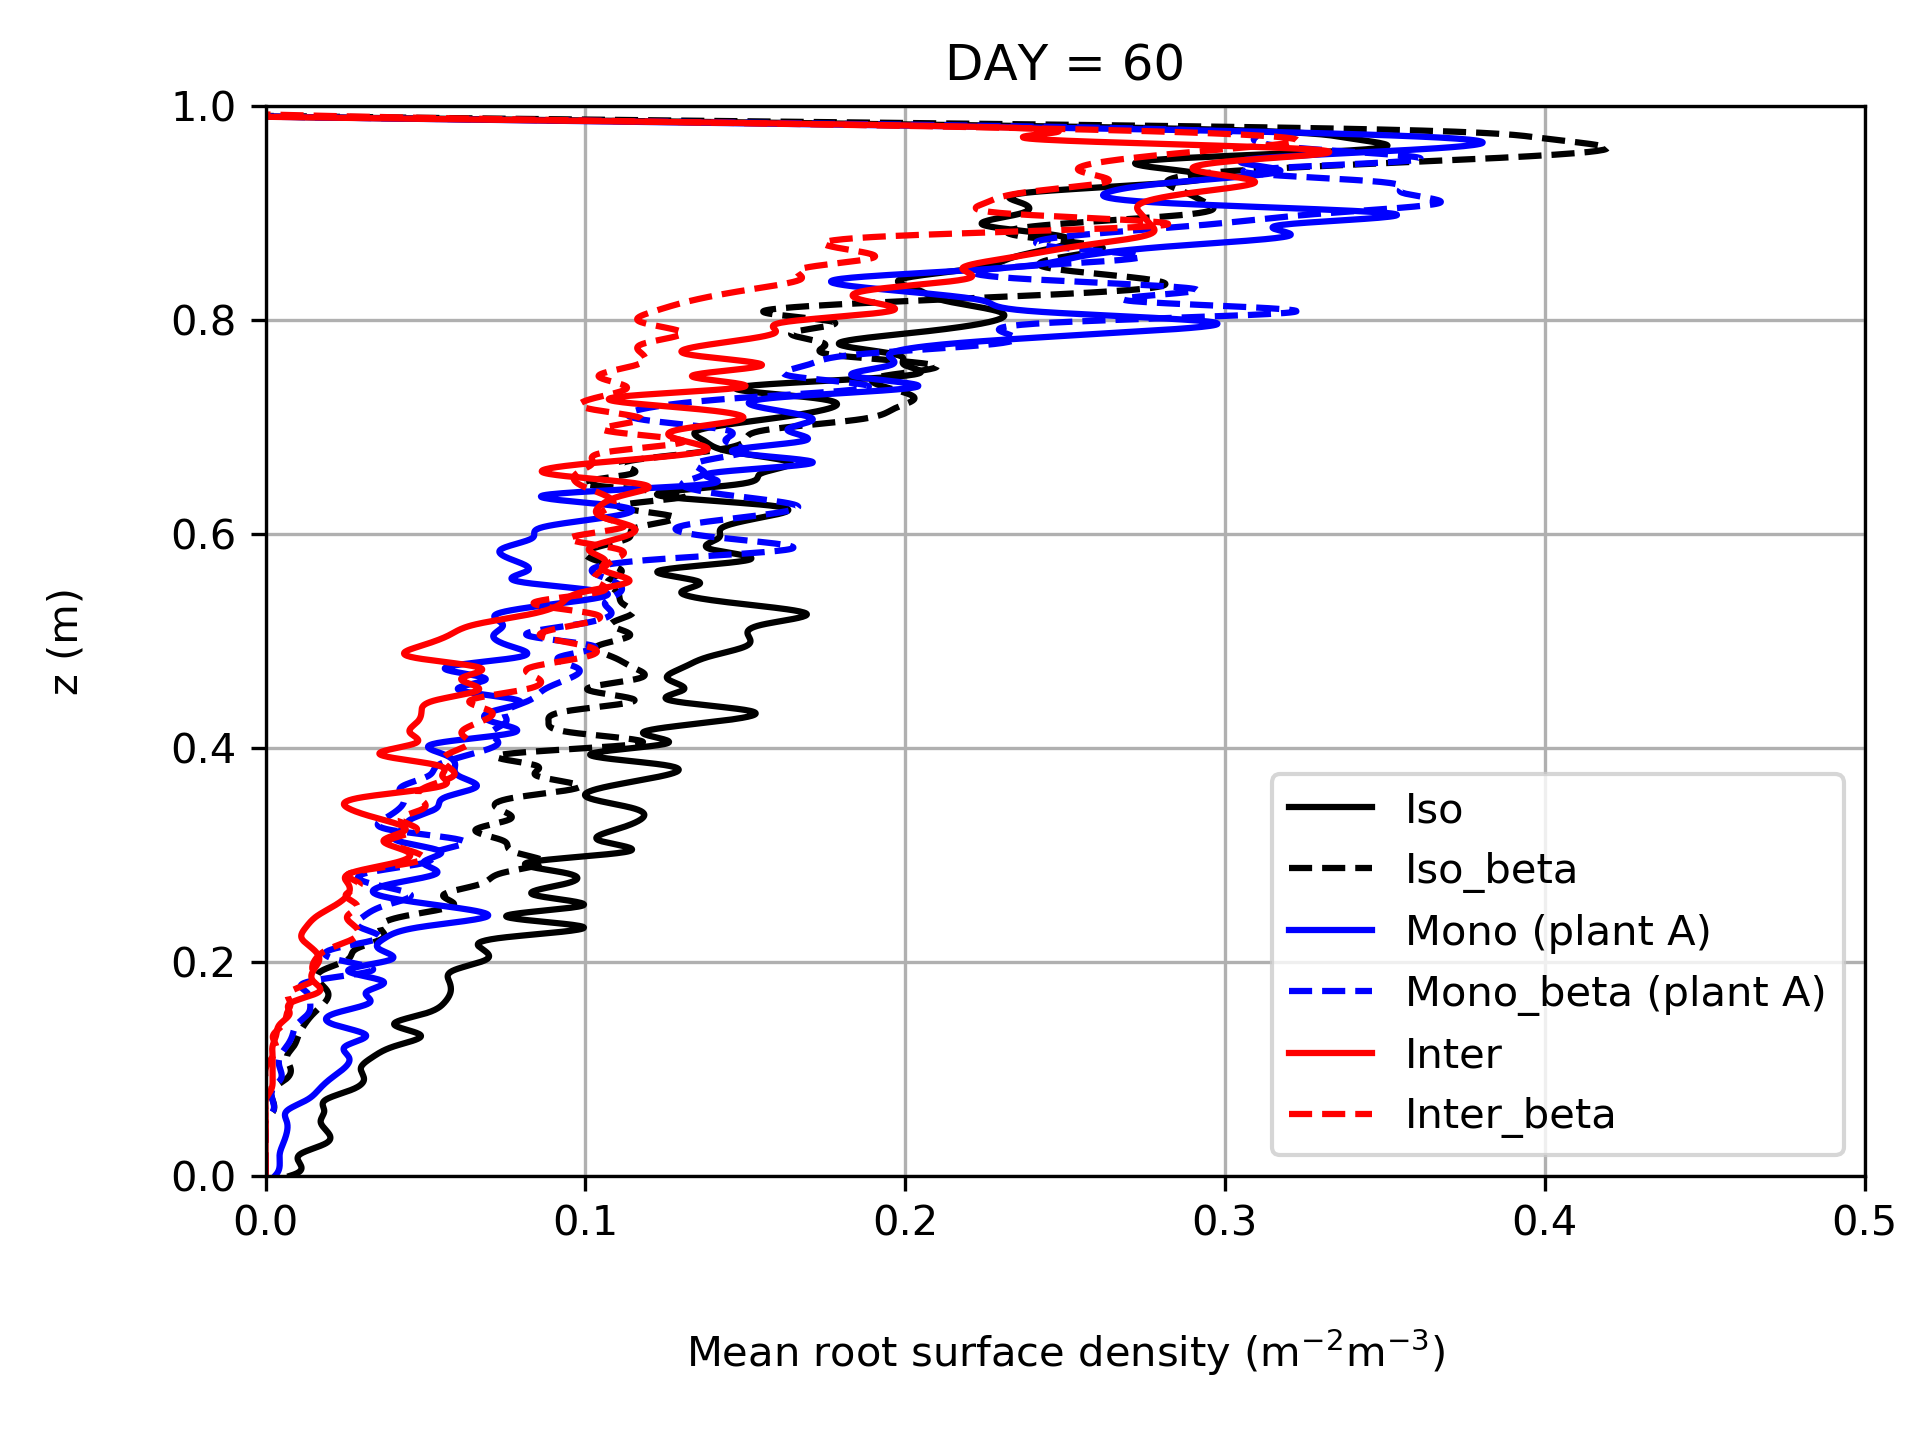 DAY = 60
1.0
0.8
0.6
0.4
0.2
0.0
z (m)
0.0 0.1 0.2 0.3 0.4 0.5
Mean root surface density (m⁻²m⁻³)
Iso
Iso_beta
Mono (plant A)
Mono_beta (plant A)
Inter
Inter_beta